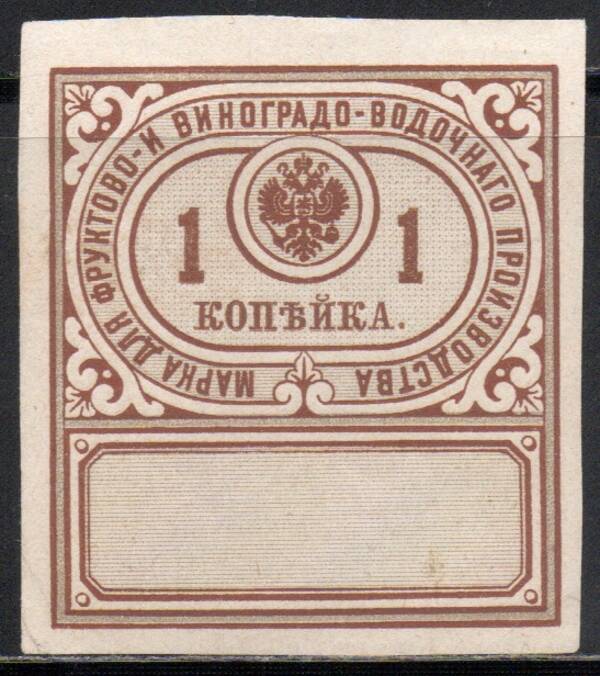 МАРКА ДЛЯ ФРУКТОВО-И ВИНОГРАДО-ВОДОЧНАГО ПРОИЗВОДСТВА
1 1
КОПѢЙКА.